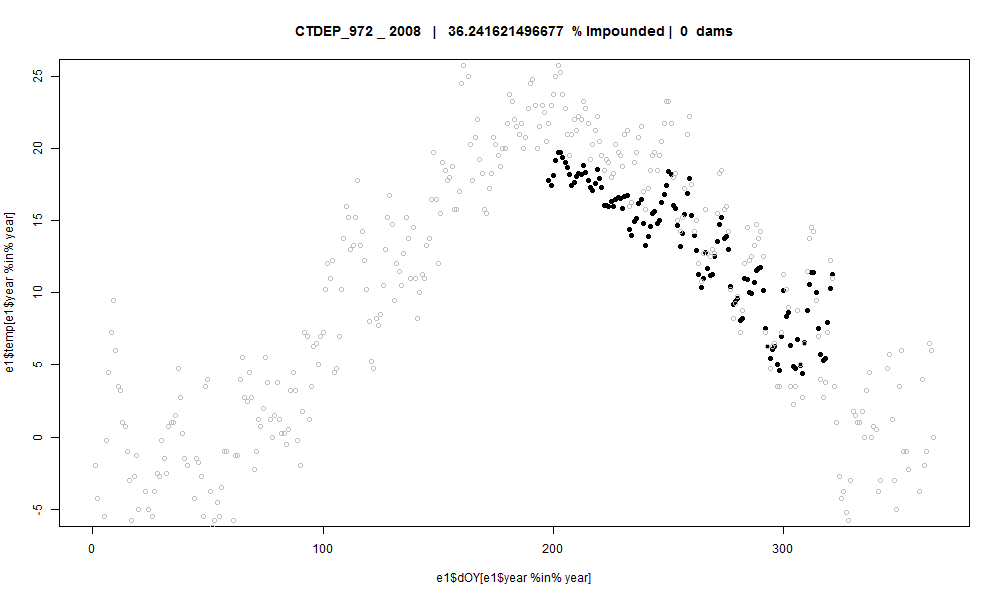 CTDEP_972 _ 2008 | 36.241621496677 % Impounded | 0 dams
25
20
15
10
5
0
-5
e1$temp[e1$year %in% year]
0 100 200 300
e1$dOY[e1$year %in% year]